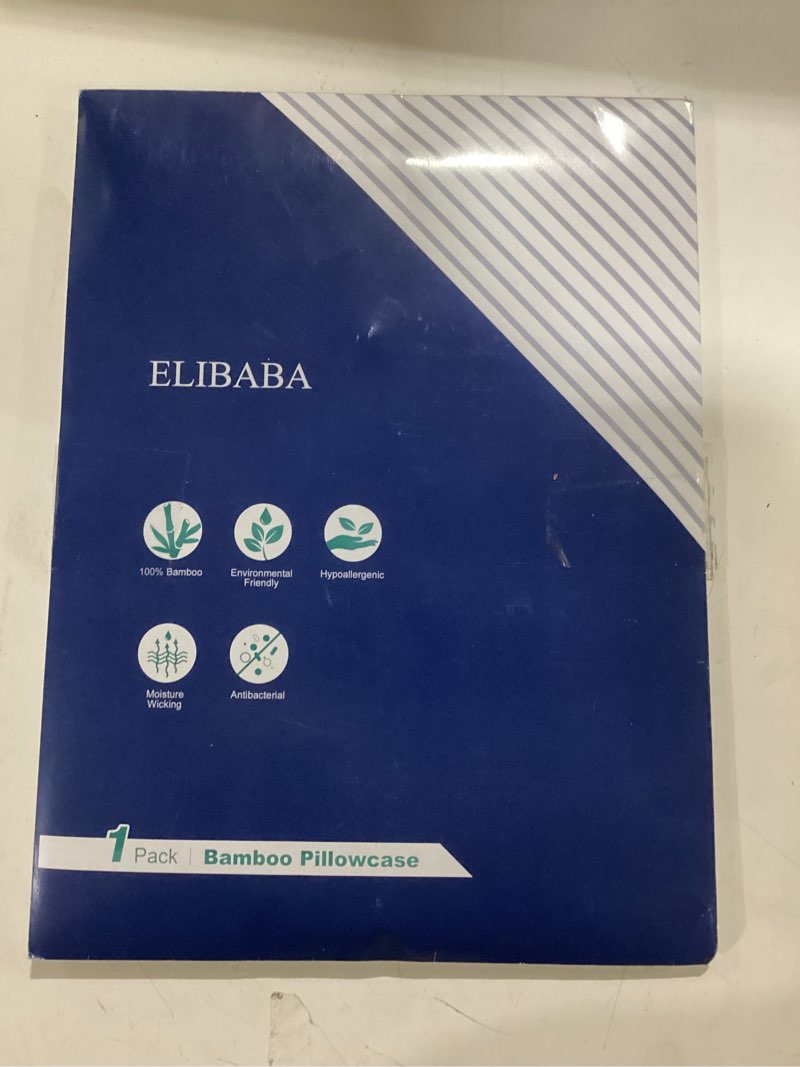 ELIBABA
100% Bamboo
Environmental
Friendly
Hypoallergenic
Moisture
Wicking
Antibacterial
1 Pack | Bamboo Pillowcase